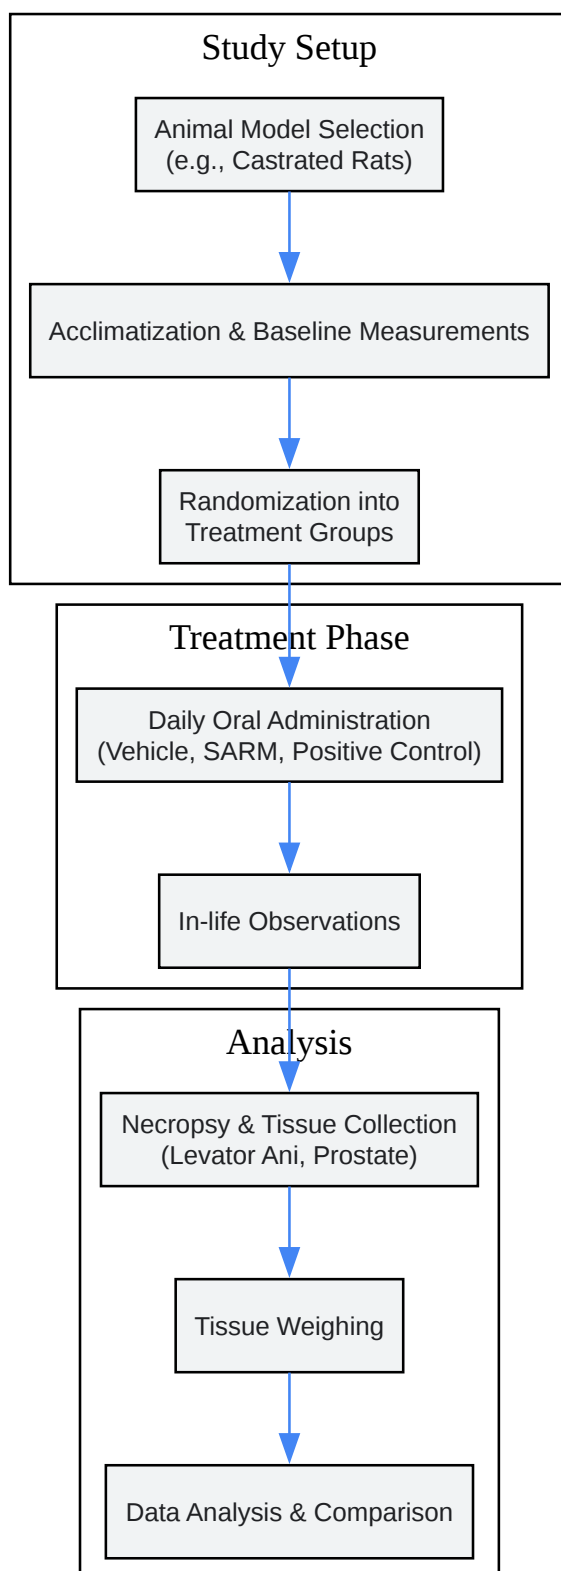 Study Setup
Animal Model Selection
(e.g., Castrated Rats)
Acclimatization & Baseline Measurements
Randomization into
Treatment Groups
Treatment Phase
Daily Oral Administration
(Vehicle, SARM, Positive Control)
In-life Observations
Analysis
Necropsy & Tissue Collection
(Levator Ani, Prostate)
Tissue Weighing
Data Analysis & Comparison